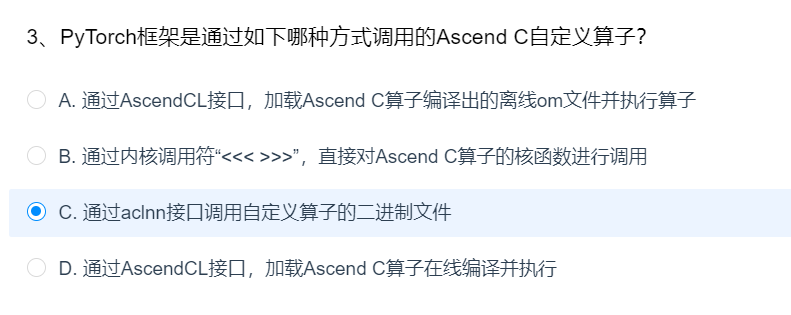 3、PyTorch框架是通过如下哪种方式调用的Ascend C自定义算子?
A. 通过AscendCL接口，加载Ascend C算子编译出的离线om文件并执行算子
B. 通过内核调用符“<<< >>>”，直接对Ascend C算子的核函数进行调用
C. 通过aclnn接口调用自定义算子的二进制文件
D. 通过AscendCL接口，加载Ascend C算子在线编译并执行